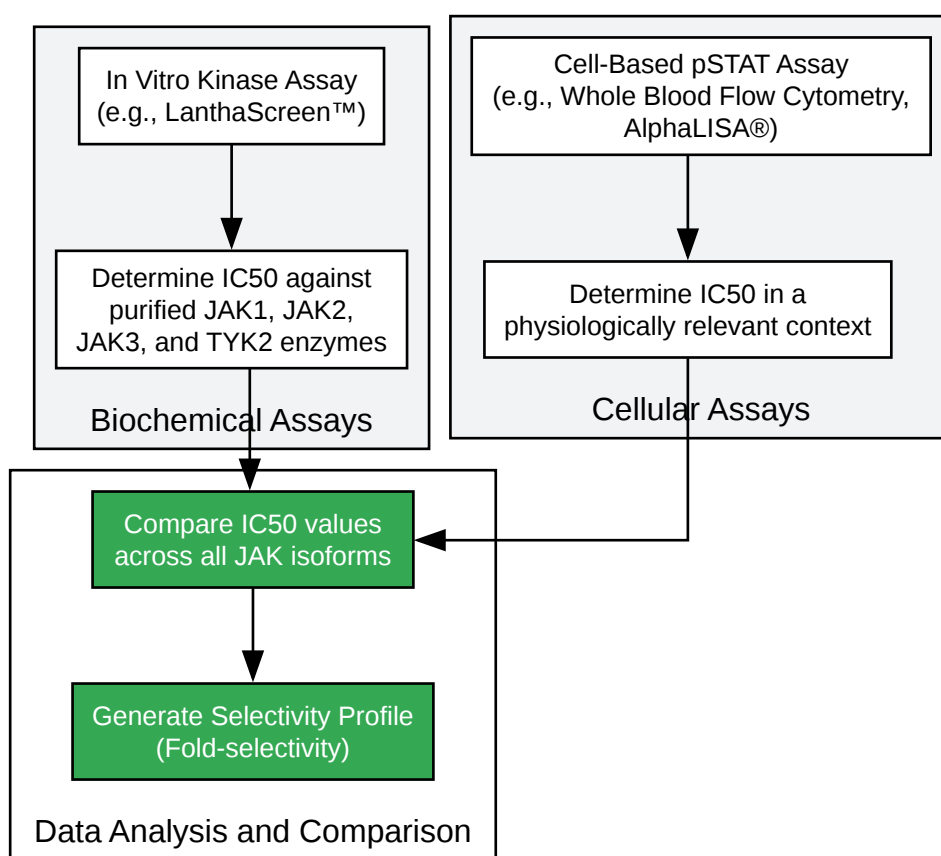 In Vitro Kinase Assay
(e.g., LanthaScreen™)
Determine IC50 against
purified JAK1, JAK2,
JAK3, and TYK2 enzymes
Biochemical Assays
Cell-Based pSTAT Assay
(e.g., Whole Blood Flow Cytometry,
AlphaLISA®)
Determine IC50 in a
physiologically relevant context
Cellular Assays
Compare IC50 values
across all JAK isoforms
Generate Selectivity Profile
(Fold-selectivity)
Data Analysis and Comparison